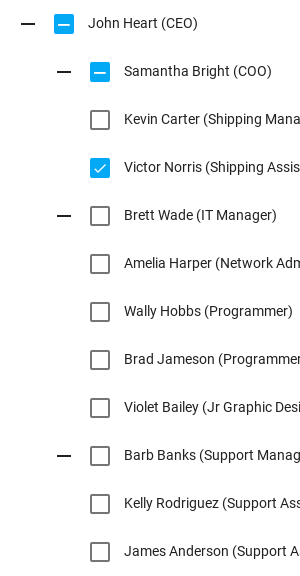 John Heart (CEO)
Samantha Bright (COO)
Kevin Carter (Shipping Mana
Victor Norris (Shipping Assis
Brett Wade (IT Manager)
Amelia Harper (Network Adm
Wally Hobbs (Programmer)
Brad Jameson (Programmer
Violet Bailey (Jr Graphic Desi
Barb Banks (Support Manag
Kelly Rodriguez (Support Ass
James Anderson (Support A